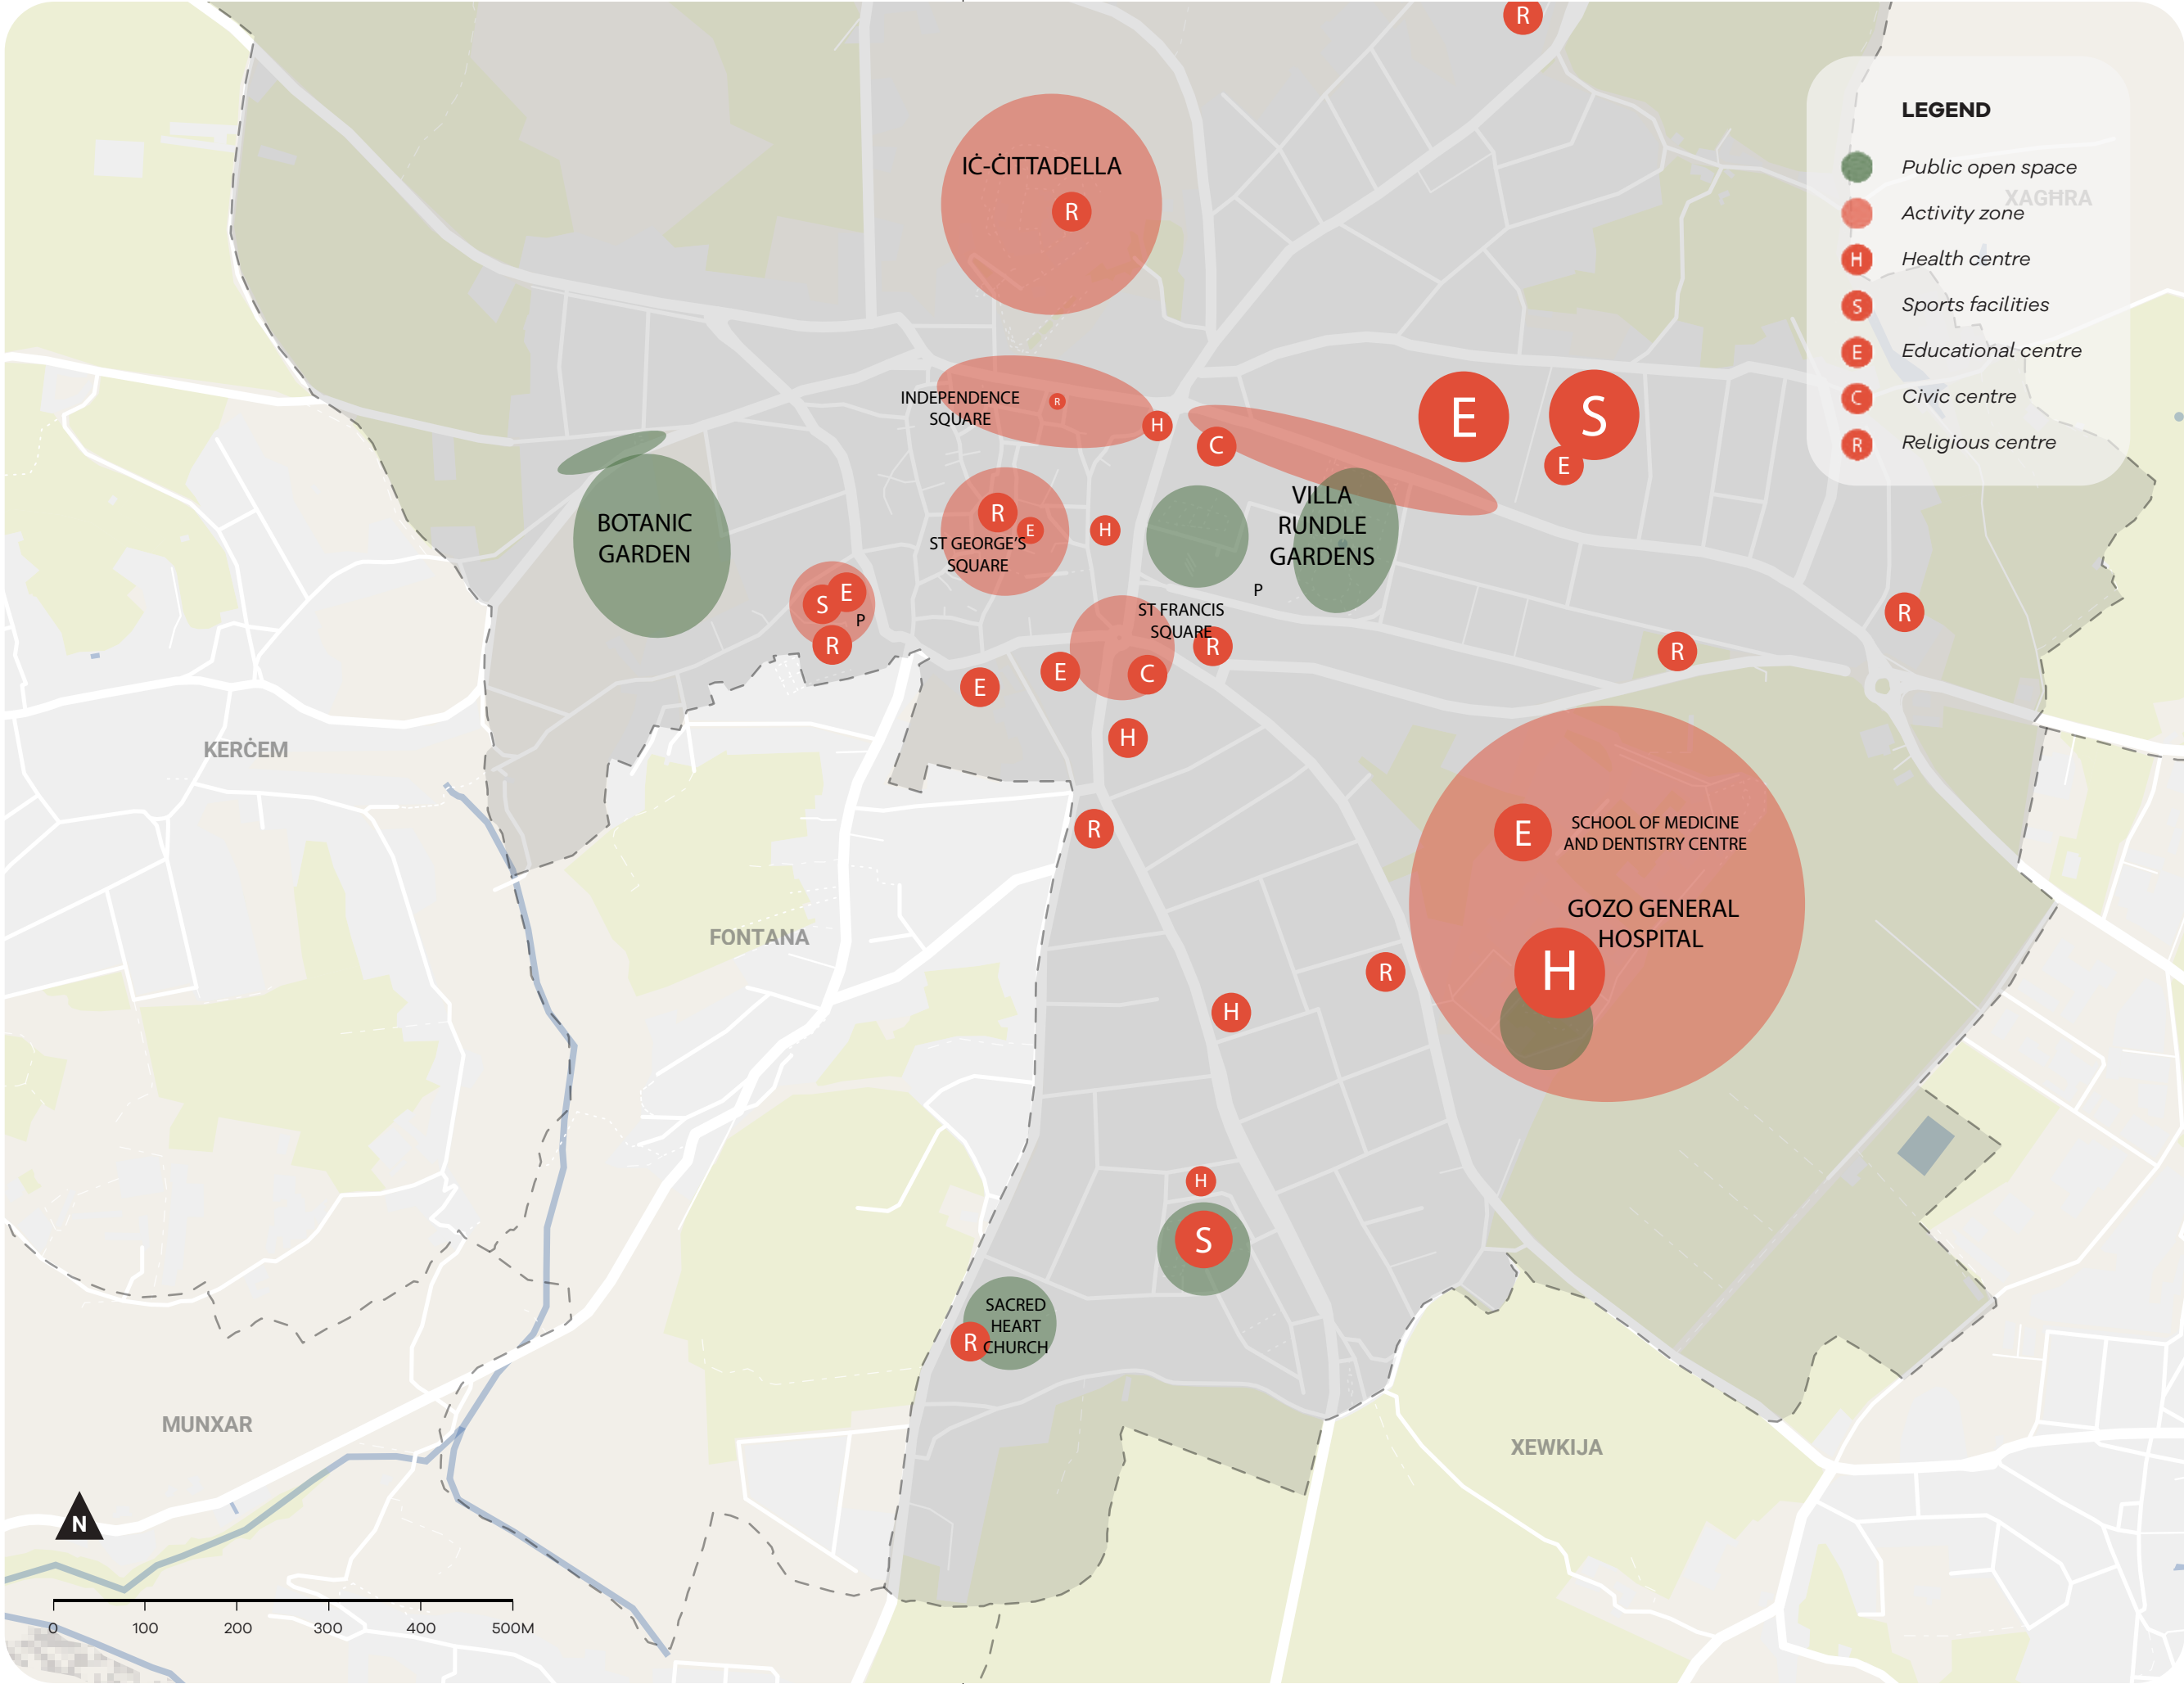 R
LEGEND
Public open space
XAGĦRA
Activity zone
H Health centre
S Sports facilities
E Educational centre
C Civic centre
R Religious centre
IĊ-ĊITTADELLA
R
INDEPENDENCE
SQUARE
R
H
C
E
S
E
BOTANIC
GARDEN
R
E
ST GEORGE'S
SQUARE
H
VILLA
RUNDLE
GARDENS
P
S
E
P
R
ST FRANCIS
SQUARE
R
E
E
C
H
R
R
KERĊEM
R
FONTANA
E
SCHOOL OF MEDICINE
AND DENTISTRY CENTRE
GOZO GENERAL
HOSPITAL
H
R
H
H
S
SACRED
HEART
CHURCH
R
MUNXAR
XEWKIJA
N
0 100 200 300 400 500M